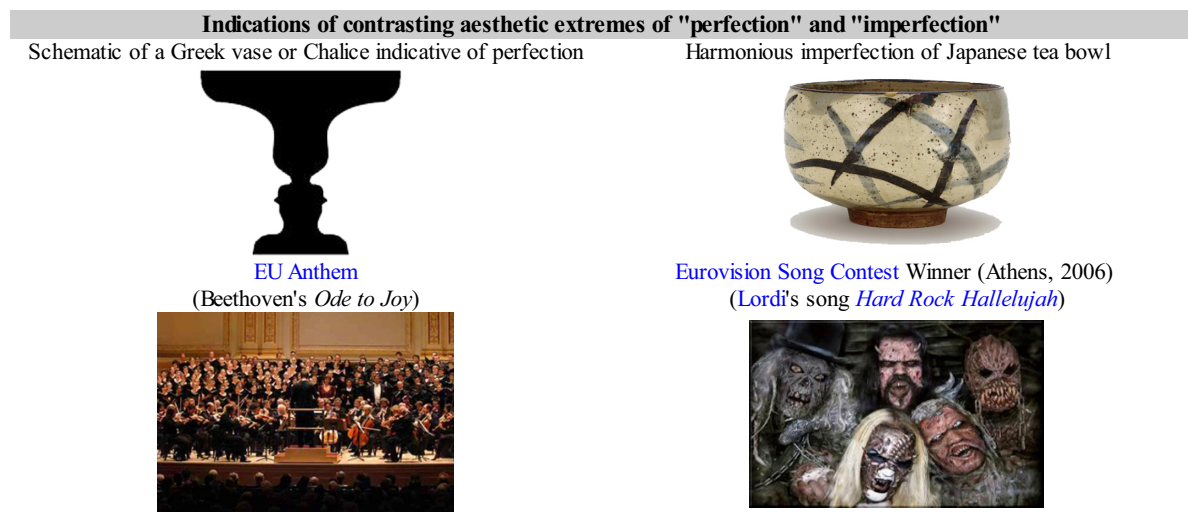 Indications of contrasting aesthetic extremes of "perfection" and "imperfection"
Schematic of a Greek vase or Chalice indicative of perfection
Harmonious imperfection of Japanese tea bowl
EU Anthem
(Beethoven's Ode to Joy)
Eurovision Song Contest Winner (Athens, 2006)
(Lordi's song Hard Rock Hallelujah)